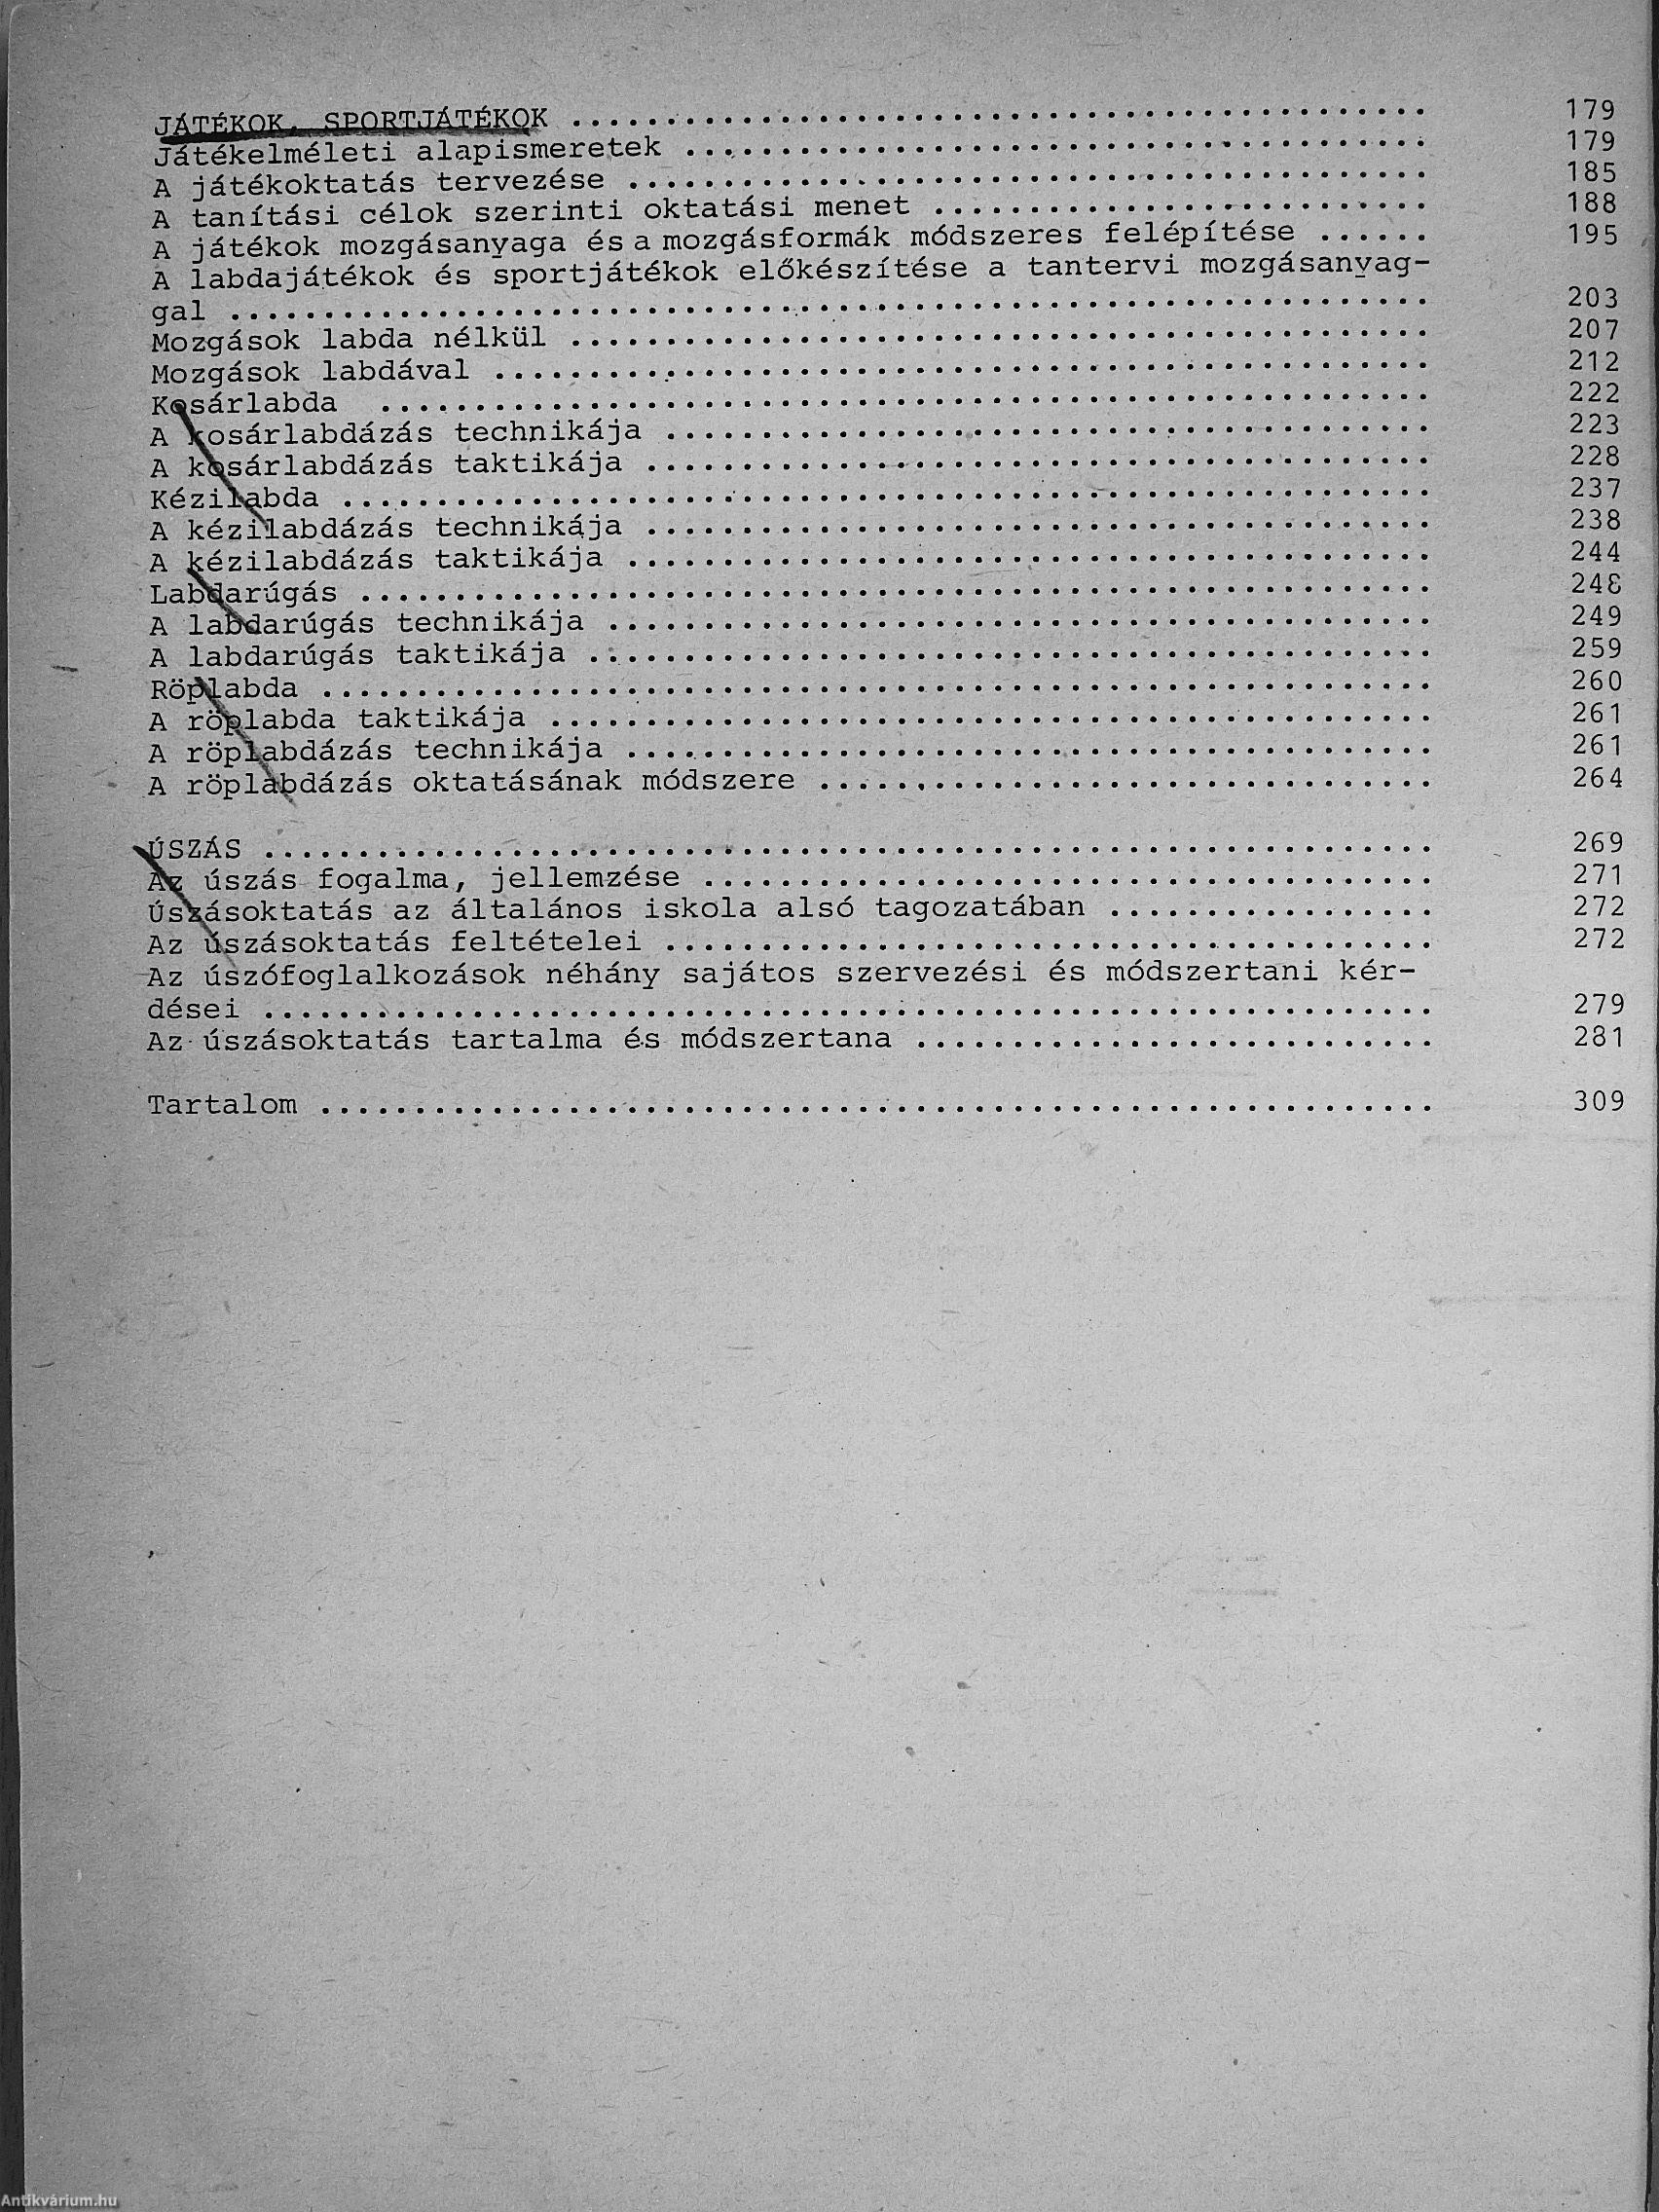 JÁTÉKOK, SPORTJÁTÉKOK ............................................. 179
Játékelméleti alapismeretek ....................................... 179
A játékoktatás tervezése .......................................... 185
A tanítási célok szerinti oktatási menet .......................... 188
A játékok mozgásanyaga és a mozgásformák módszeres felépítése ...... 195
A labdajátékok és sportjátékok előkészítése a tantervi mozgásanyag-
gal ............................................................... 203
Mozgások labda nélkül ............................................. 207
Mozgások labdával ................................................. 212
Kosárlabda ........................................................ 222
A kosárlabdázás technikája ........................................ 223
A kosárlabdázás taktikája ......................................... 228
Kézilabda ......................................................... 237
A kézilabdázás technikája ......................................... 238
A kézilabdázás taktikája .......................................... 244
Labdarúgás ........................................................ 248
A labdarúgás technikája ........................................... 249
A labdarúgás taktikája ............................................ 259
Röplabda .......................................................... 260
A röplabda taktikája .............................................. 261
A röplabdázás technikája .......................................... 261
A röplabdázás oktatásának módszere ................................ 264
ÚSZÁS ............................................................. 269
Az úszás fogalma, jellemzése ...................................... 271
Úszásoktatás az általános iskola alsó tagozatában ................. 272
Az úszásoktatás feltételei ........................................ 272
Az úszófoglalkozások néhány sajátos szervezési és módszertani kér-
dései ............................................................. 279
Az úszásoktatás tartalma és módszertana ........................... 281
Tartalom .......................................................... 309
Antikvárium.hu